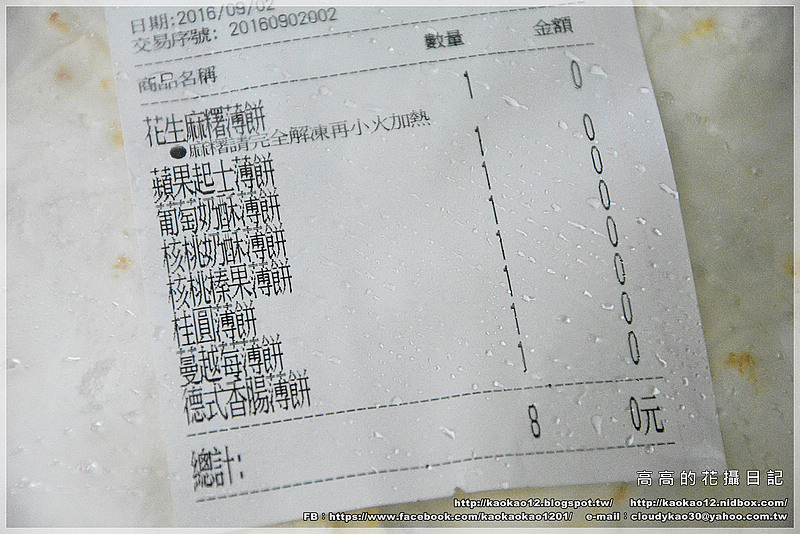 日期:2016/09/02
交易序號: 20160902002
商品名稱 數量 金額
花生麻糬薄餅 1 0
●麻糬請完全解凍再小火加熱
蘋果起士薄餅 1 0
葡萄奶酥薄餅 1 0
核桃奶酥薄餅 1 0
核桃榛果薄餅 1 0
桂圓薄餅 1 0
蔓越莓薄餅 1 0
德式香腸薄餅 1 0
總計: 8 0元
高高的花攝日記
http://kaokao12.blogspot.tw/ http://kaokao12.nidbox.com/
FB:https://www.facebook.com/kaokaokao1201/ e-mail:cloudykao30@yahoo.com.tw